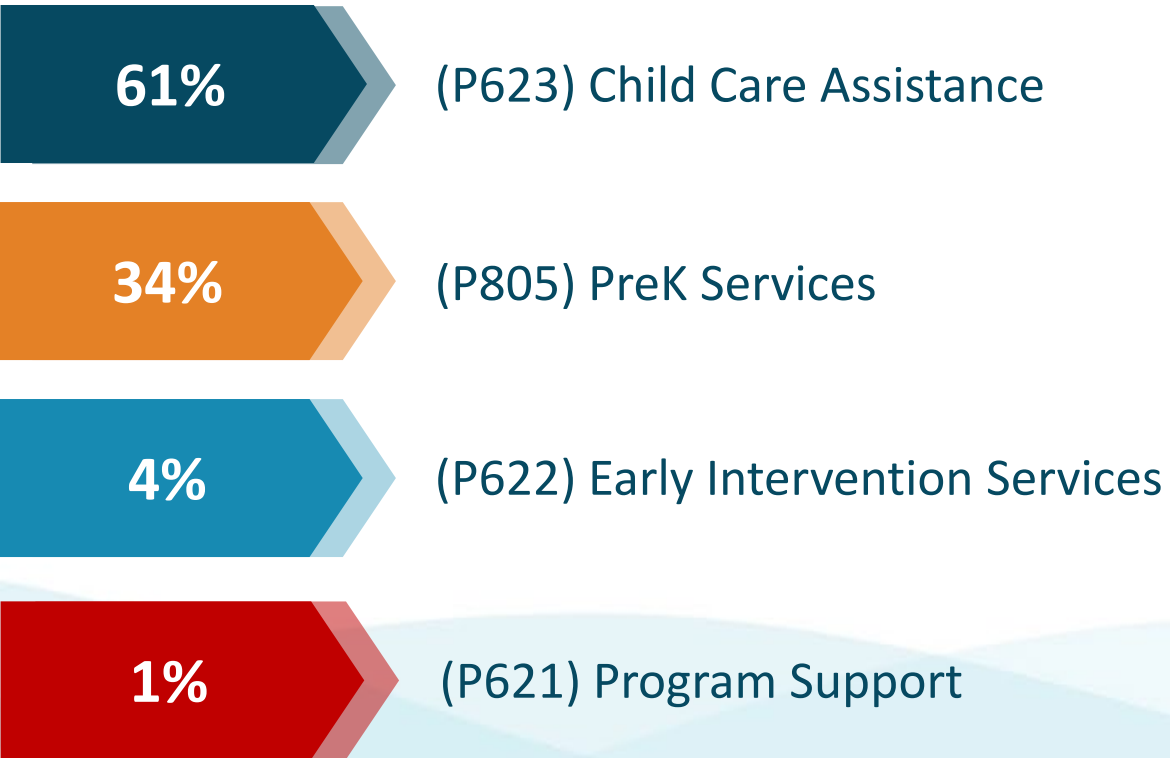 61% (P623) Child Care Assistance
34% (P805) PreK Services
4% (P622) Early Intervention Services
1% (P621) Program Support